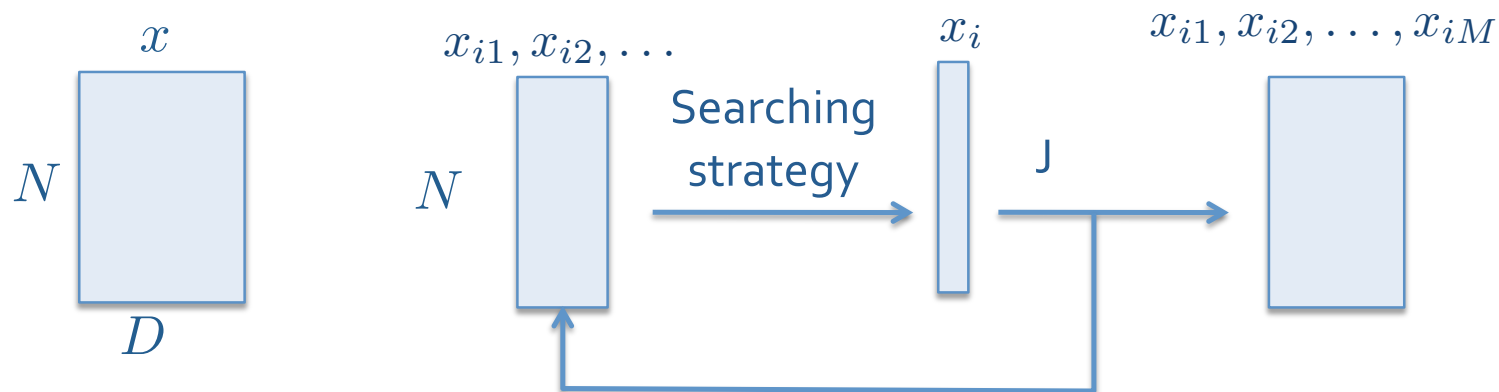 x
N
D
x_{i1}, x_{i2}, . . .
N
Searching
strategy
x_i
J
x_{i1}, x_{i2}, . . . , x_{iM}